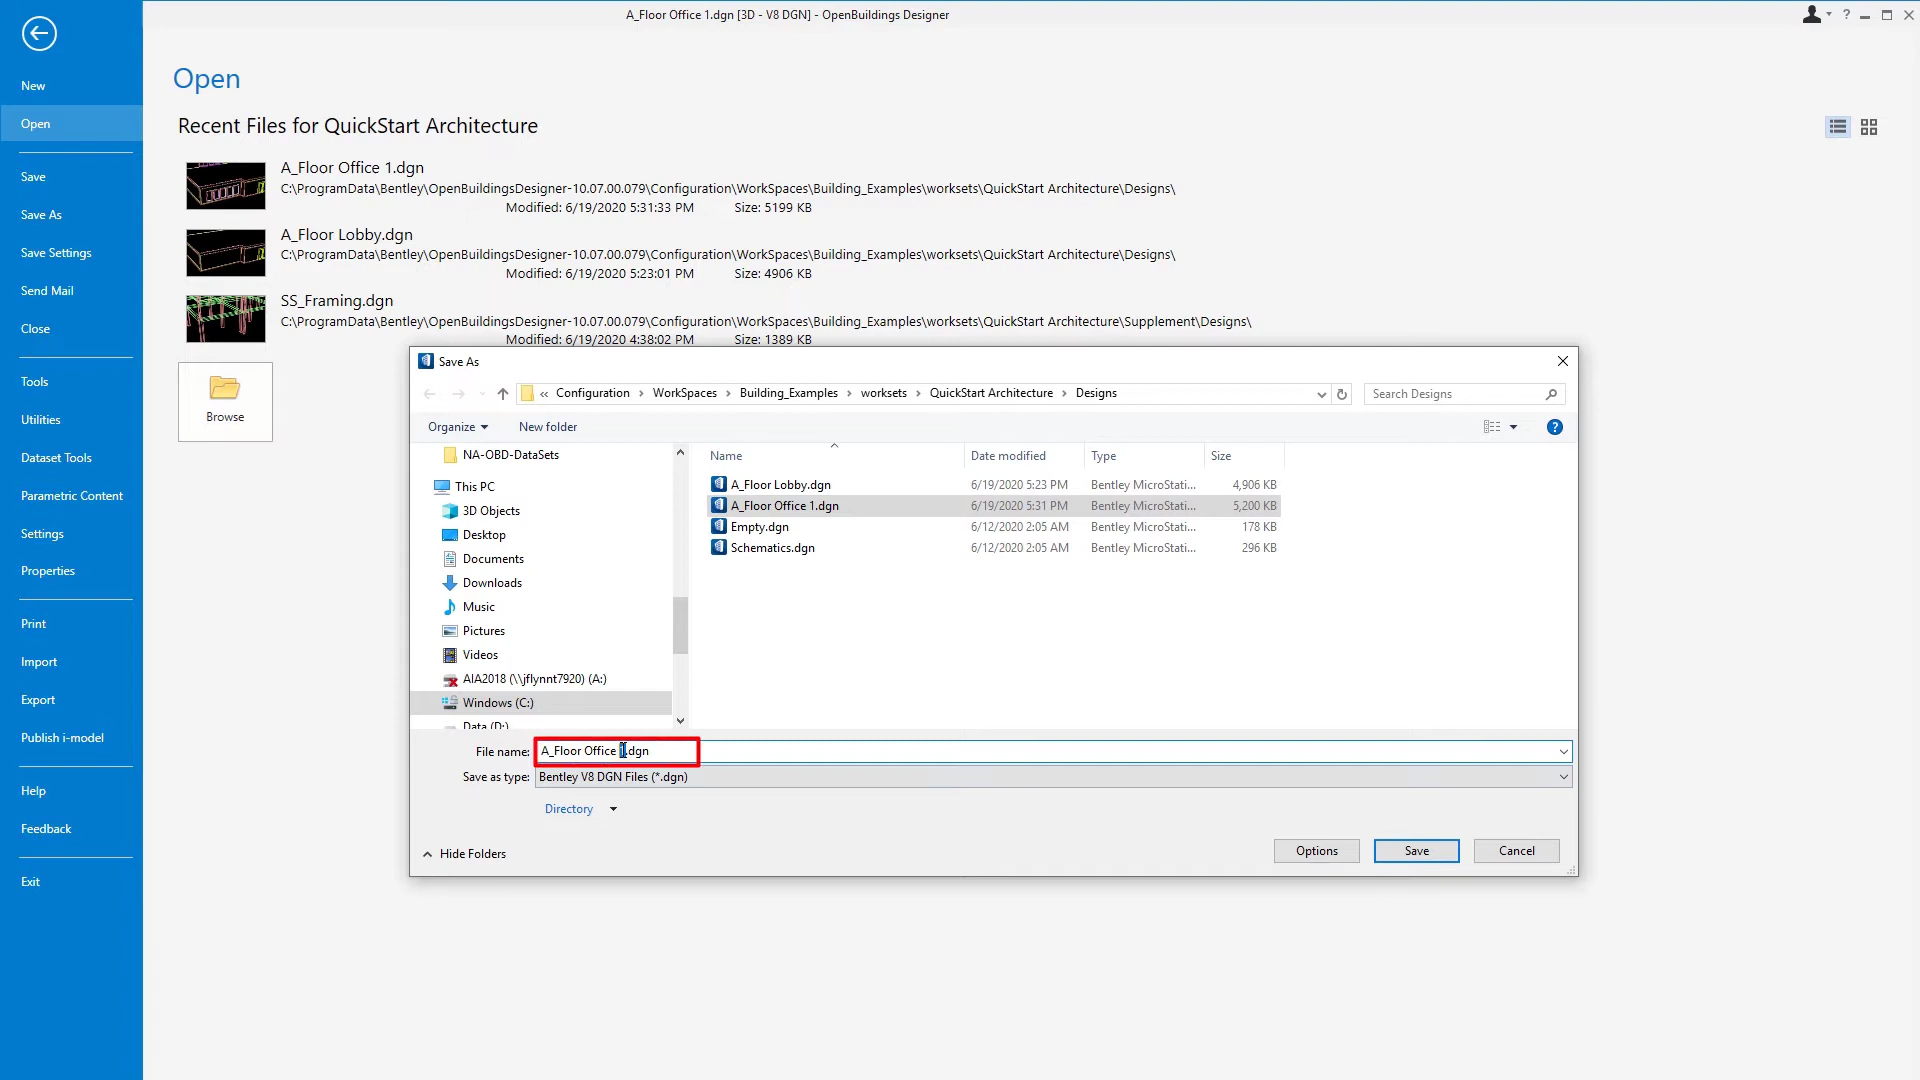 A_Floor Office 1.dgn [3D - V8 DGN] - OpenBuildings Designer
?
New
Open
Save
Save As
Save Settings
Send Mail
Close
Tools
Utilities
Dataset Tools
Parametric Content
Settings
Properties
Print
Import
Export
Publish i-model
Help
Feedback
Exit
Open
Recent Files for QuickStart Architecture
A_Floor Office 1.dgn
C:\ProgramData\Bentley\OpenBuildingsDesigner-10.07.00.079\Configuration\WorkSpaces\Building_Examples\worksets\QuickStart Architecture\Designs\
Modified: 6/19/2020 5:31:33 PM Size: 5199 KB
A_Floor Lobby.dgn
C:\ProgramData\Bentley\OpenBuildingsDesigner-10.07.00.079\Configuration\WorkSpaces\Building_Examples\worksets\QuickStart Architecture\Designs\
Modified: 6/19/2020 5:23:01 PM Size: 4906 KB
SS_Framing.dgn
C:\ProgramData\Bentley\OpenBuildingsDesigner-10.07.00.079\Configuration\WorkSpaces\Building_Examples\worksets\QuickStart Architecture\Supplement\Designs\
Modified: 6/19/2020 4:38:02 PM Size: 1389 KB
Browse
Save As
« Configuration › WorkSpaces › Building_Examples › worksets › QuickStart Architecture › Designs
Search Designs
Organize New folder
?
NA-OBD-DataSets
This PC
3D Objects
Desktop
Documents
Downloads
Music
Pictures
Videos
AIA2018 (\\jflynnt7920) (A:)
Windows (C:)
Data (D:)
Name Date modified Type Size
A_Floor Lobby.dgn 6/19/2020 5:23 PM Bentley MicroStati... 4,906 KB
A_Floor Office 1.dgn 6/19/2020 5:31 PM Bentley MicroStati... 5,200 KB
Empty.dgn 6/12/2020 2:05 AM Bentley MicroStati... 178 KB
Schematics.dgn 6/12/2020 2:05 AM Bentley MicroStati... 296 KB
File name: A_Floor Office 1.dgn
Save as type: Bentley V8 DGN Files (*.dgn)
Directory
Hide Folders
Options Save Cancel